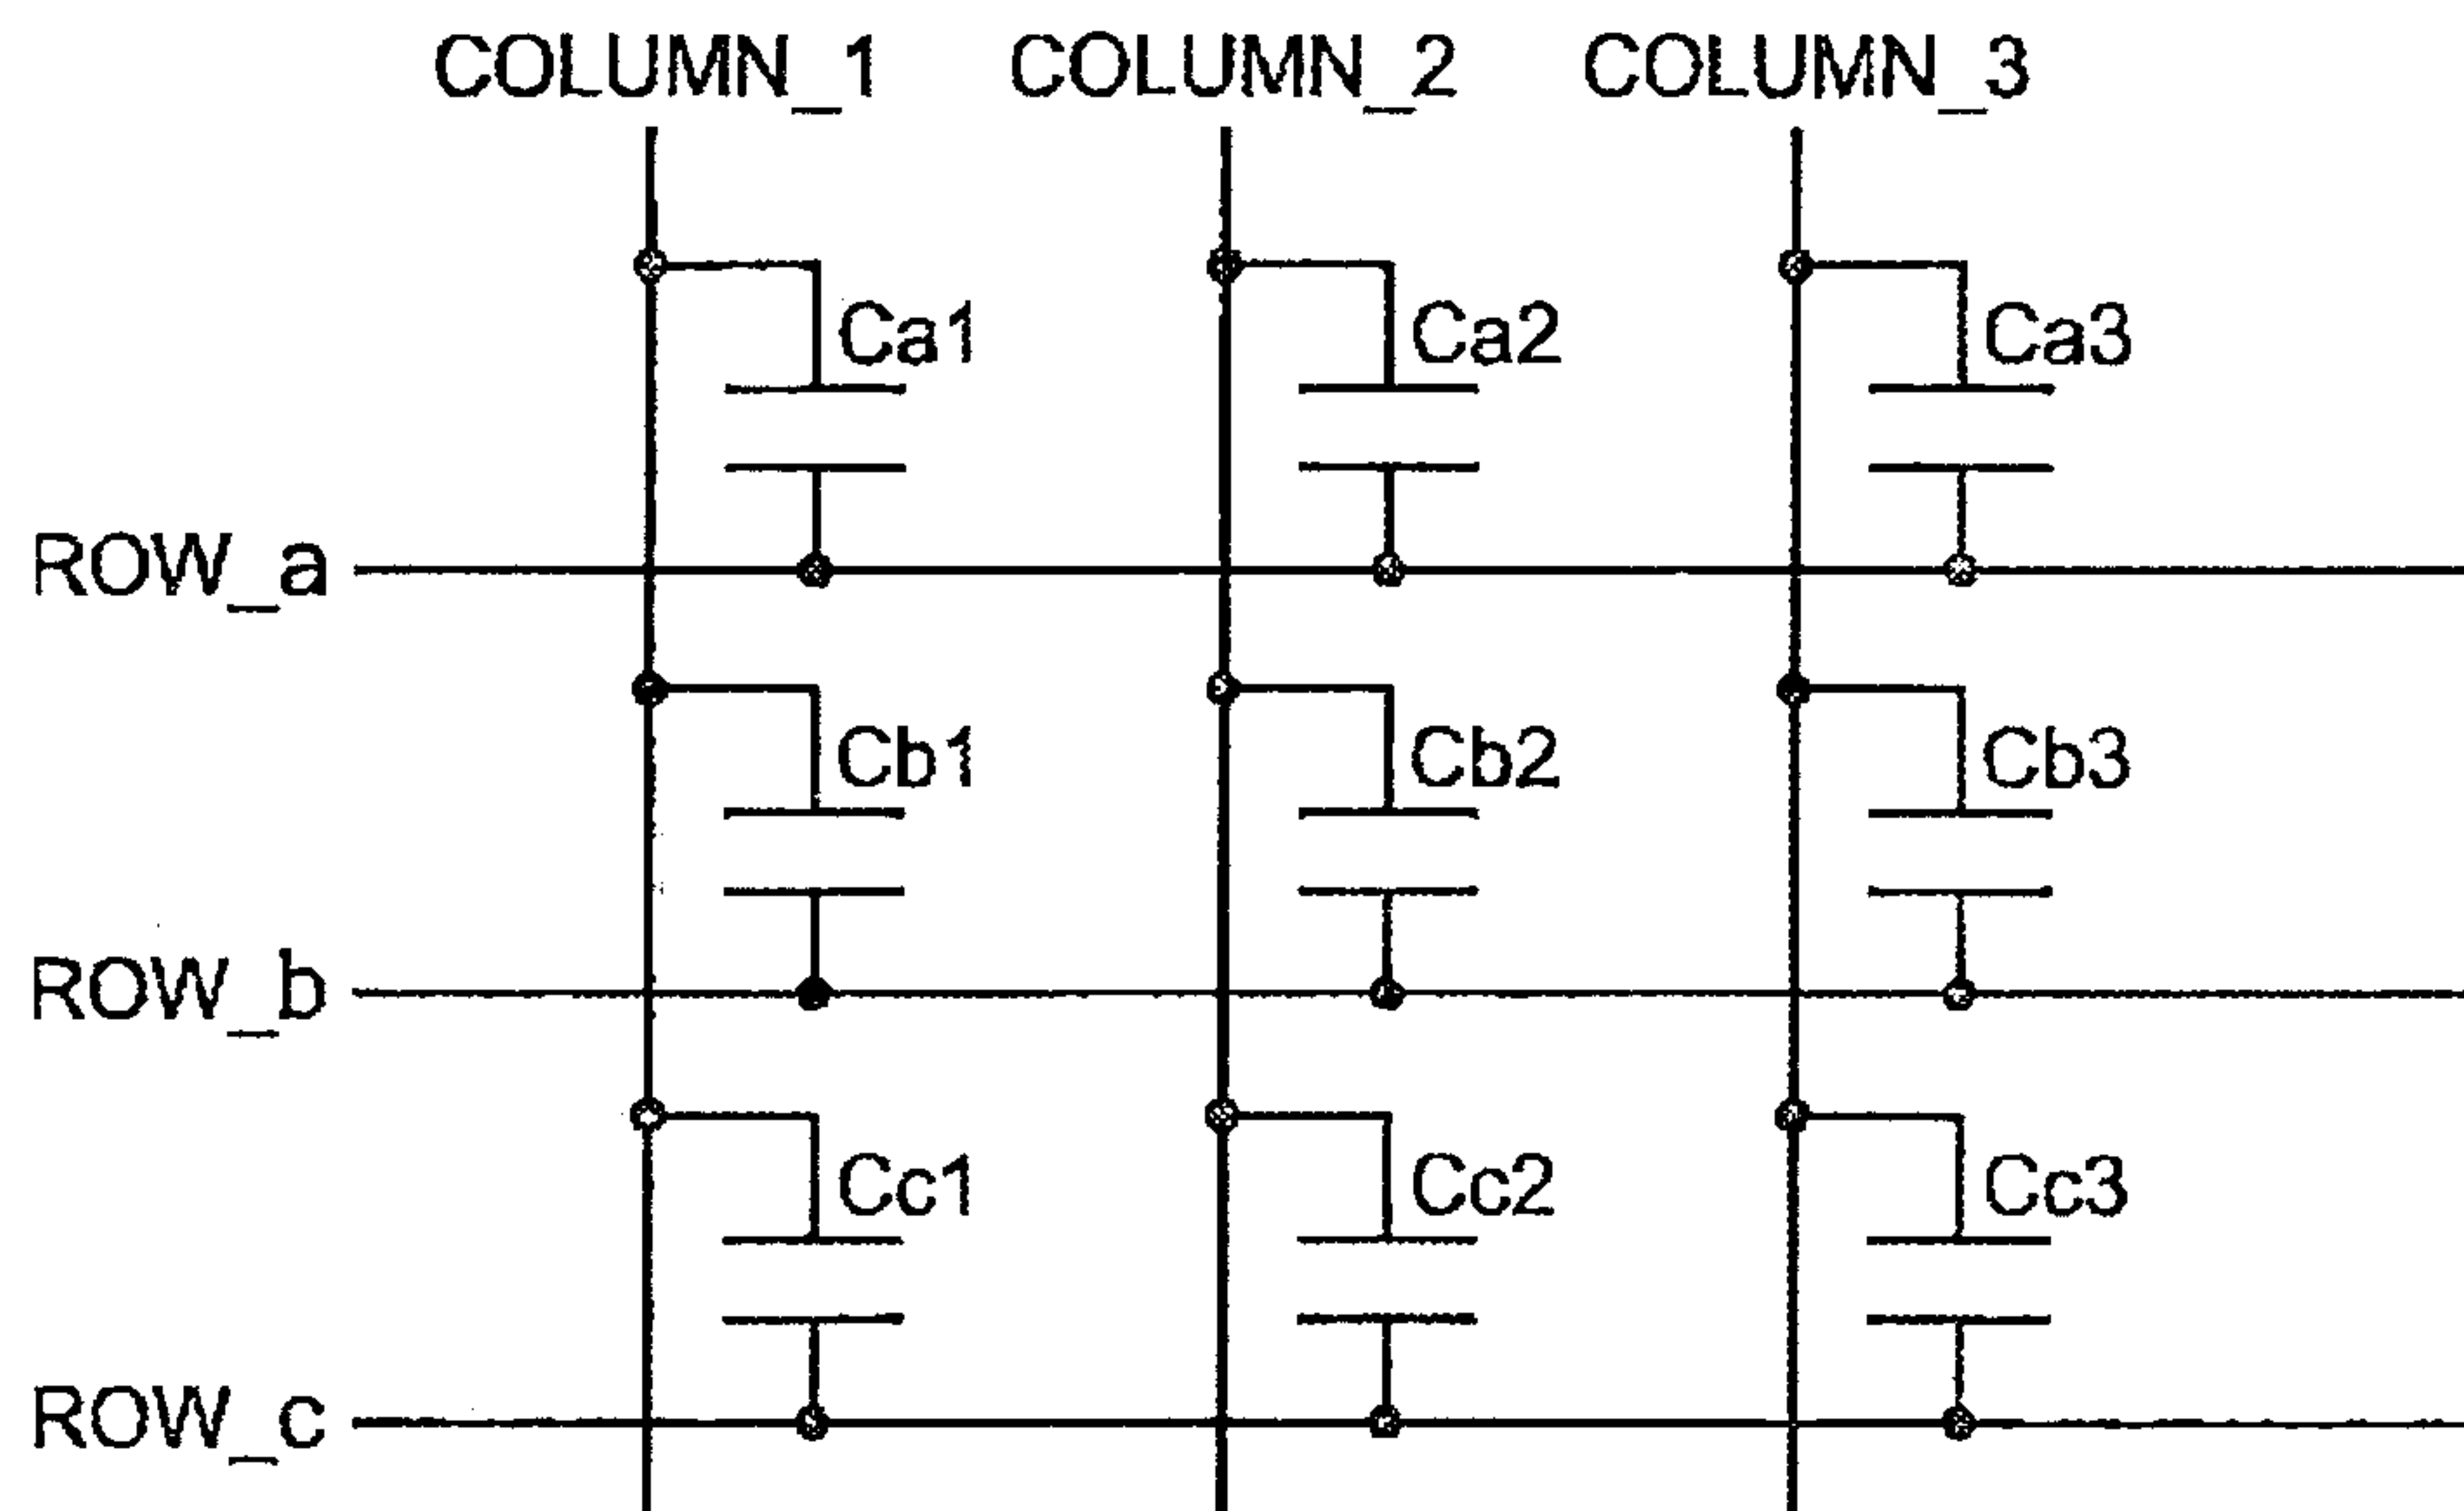 COLUMN_1 COLUMN_2 COLUMN_3
Ca1 Ca2 Ca3
ROW_a
Cb1 Cb2 Cb3
ROW_b
Cc1 Cc2 Cc3
ROW_c